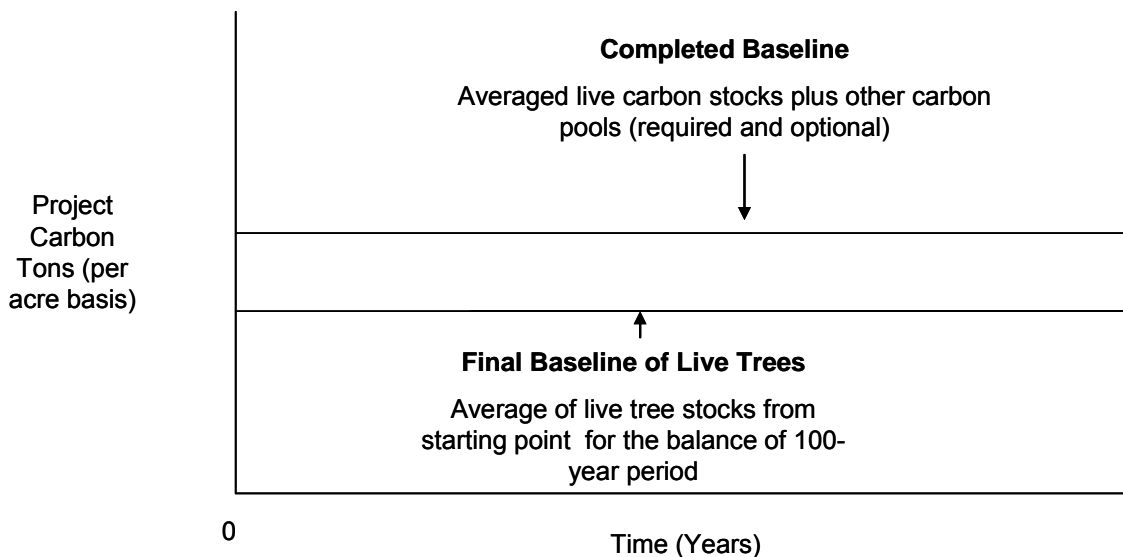 Completed Baseline
Averaged live carbon stocks plus other carbon
pools (required and optional)
Project
Carbon
Tons (per
acre basis)
Final Baseline of Live Trees
Average of live tree stocks from
starting point  for the balance of 100-
year period
0
Time (Years)